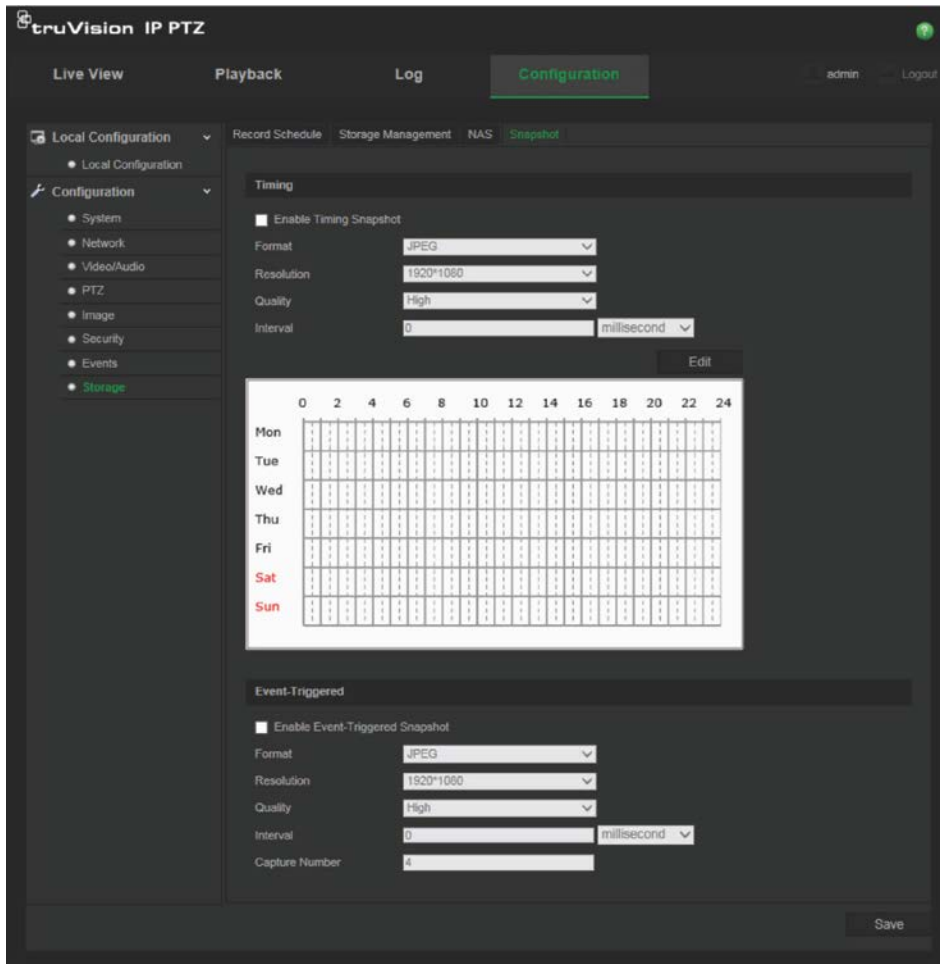 truVision IP PTZ
?
Live View Playback Log Configuration admin Logout
Local Configuration
Local Configuration
Configuration
System
Network
Video/Audio
PTZ
Image
Security
Events
Storage
Record Schedule Storage Management NAS Snapshot
Timing
Enable Timing Snapshot
Format JPEG
Resolution 1920*1080
Quality High
Interval 0 millisecond
Edit
0 2 4 6 8 10 12 14 16 18 20 22 24
Mon
Tue
Wed
Thu
Fri
Sat
Sun
Event-Triggered
Enable Event-Triggered Snapshot
Format JPEG
Resolution 1920*1080
Quality High
Interval 0 millisecond
Capture Number 4
Save